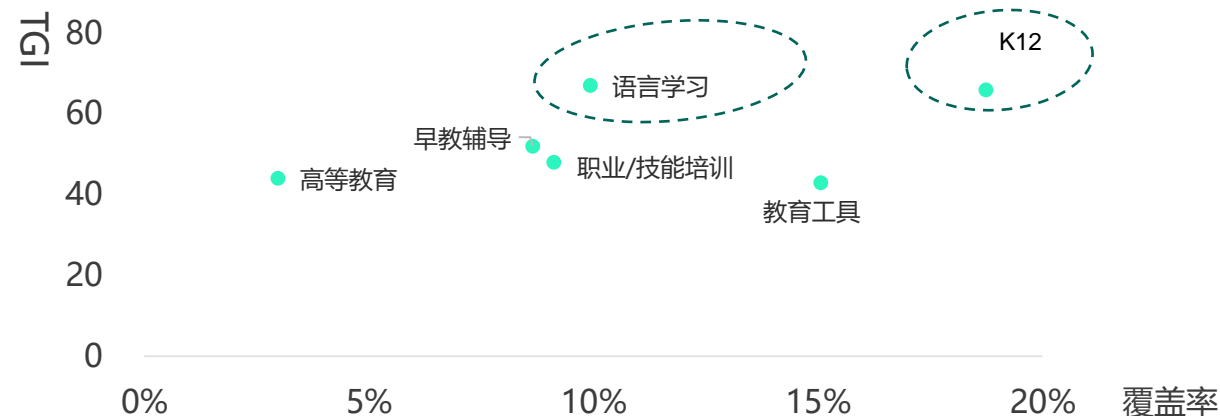 TGI
80
K12
语言学习
60
早教辅导
职业/技能培训
高等教育
40
教育工具
20
0
0%
5%
10%
15%
20%
覆盖率